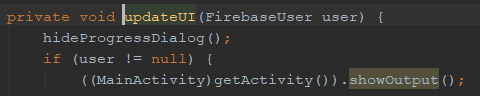 private void updateUI(FirebaseUser user) {
hideProgressDialog();
if (user != null) {
((MainActivity)getActivity()).showOutput();